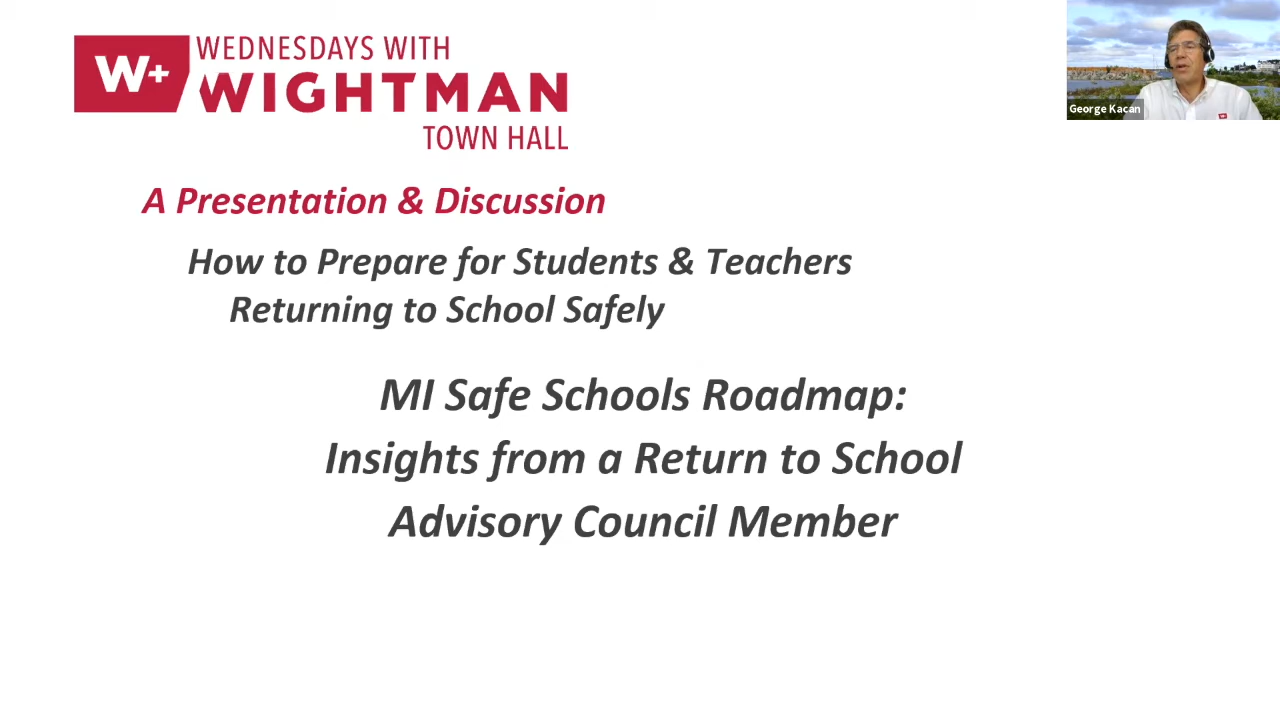 W+
WEDNESDAYS WITH
WIGHTMAN
TOWN HALL
George Kacan
A Presentation & Discussion
How to Prepare for Students & Teachers
Returning to School Safely
MI Safe Schools Roadmap:
Insights from a Return to School
Advisory Council Member